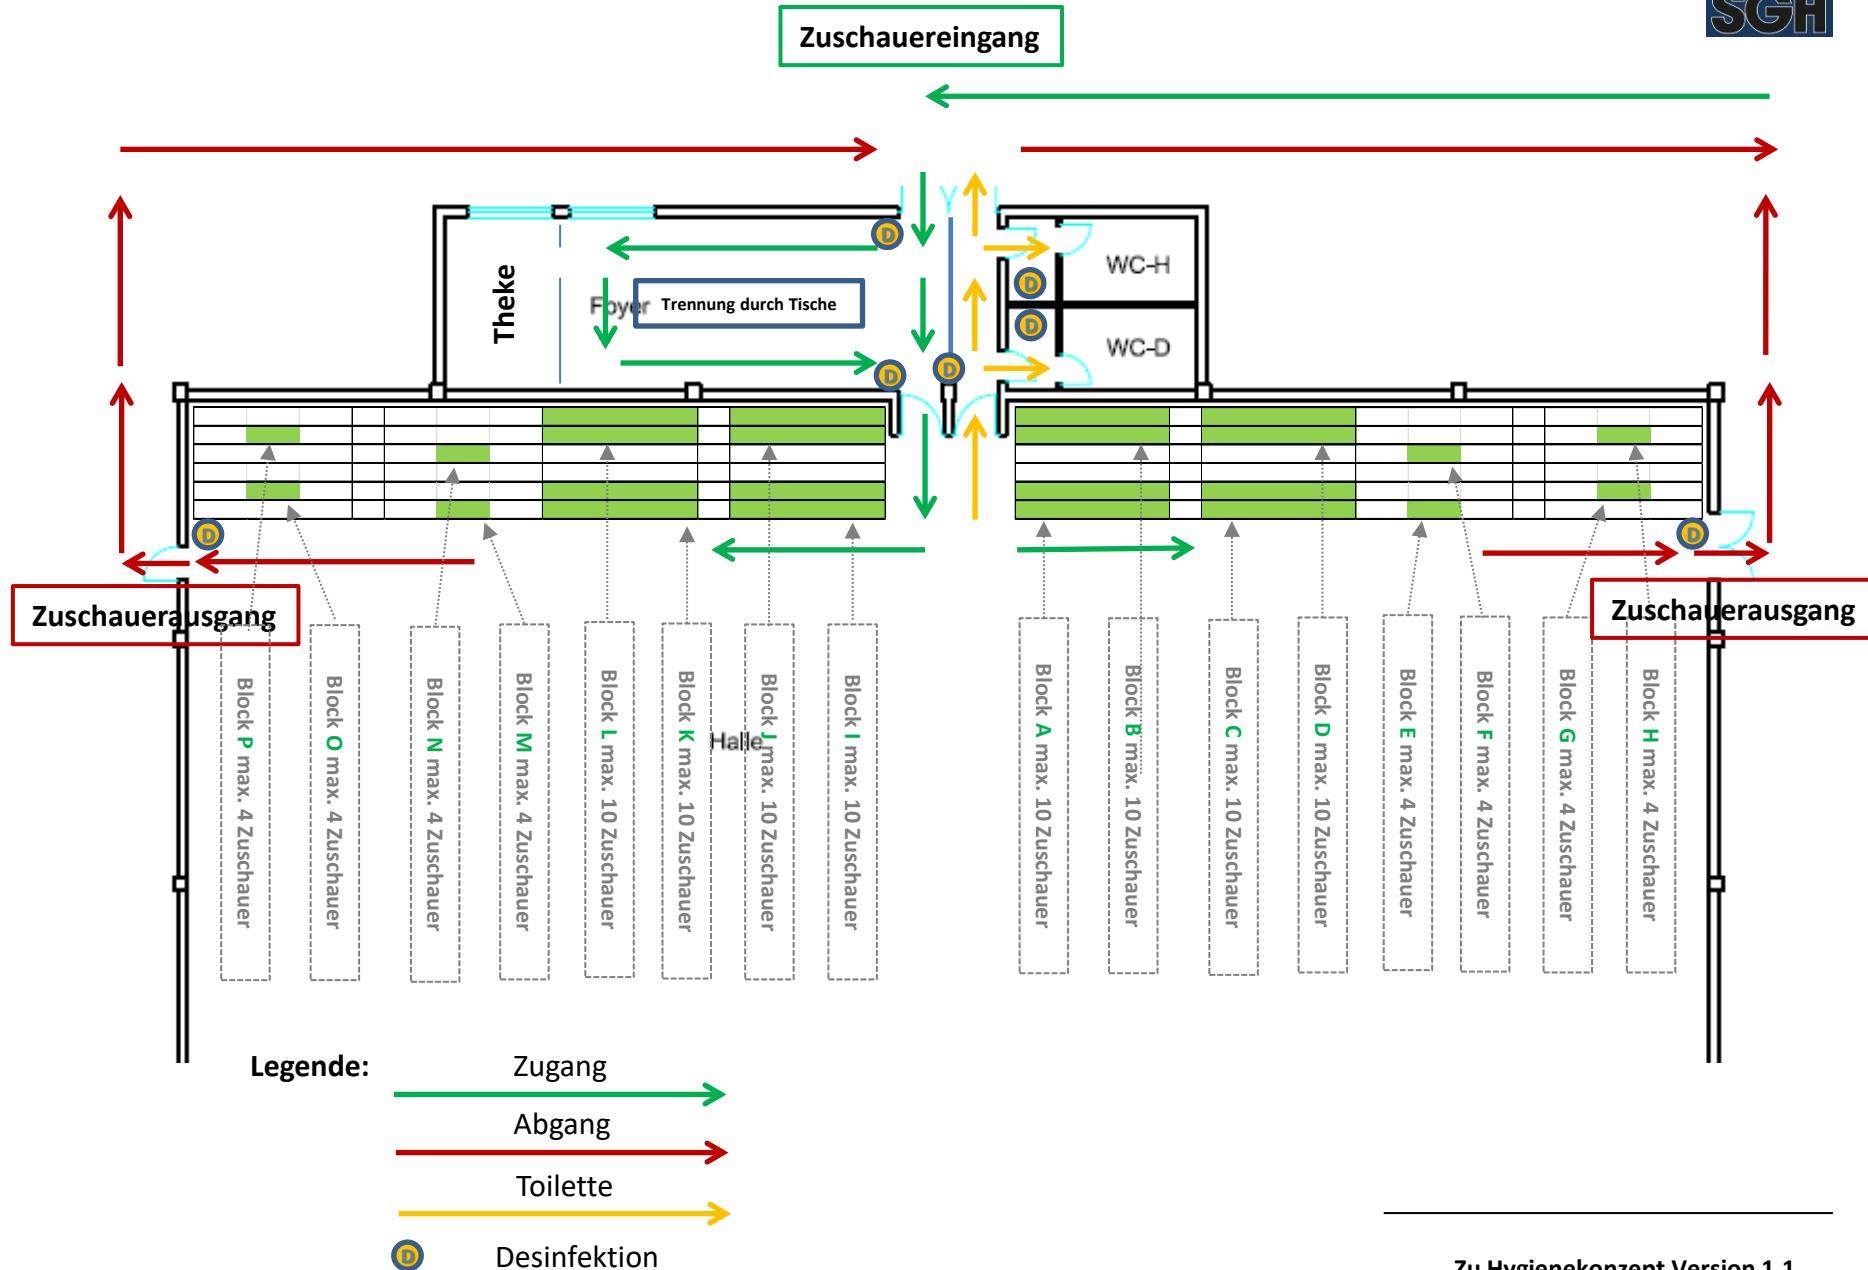 SGH
Zuschauereingang
Theke
Foyer
Trennung durch Tische
WC-H
WC-D
D
D
D
D
D
D
D
Zuschauerausgang
Zuschauerausgang
Block P max. 4 Zuschauer
Block O max. 4 Zuschauer
Block N max. 4 Zuschauer
Block M max. 4 Zuschauer
Block L max. 10 Zuschauer
Block K max. 10 Zuschauer
Halle
Block J max. 10 Zuschauer
Block I max. 10 Zuschauer
Block A max. 10 Zuschauer
Block B max. 10 Zuschauer
Block C max. 10 Zuschauer
Block D max. 10 Zuschauer
Block E max. 4 Zuschauer
Block F max. 4 Zuschauer
Block G max. 4 Zuschauer
Block H max. 4 Zuschauer
Legende:
Zugang
Abgang
Toilette
D
Desinfektion
Zu Hygienekonzept Version 1.1